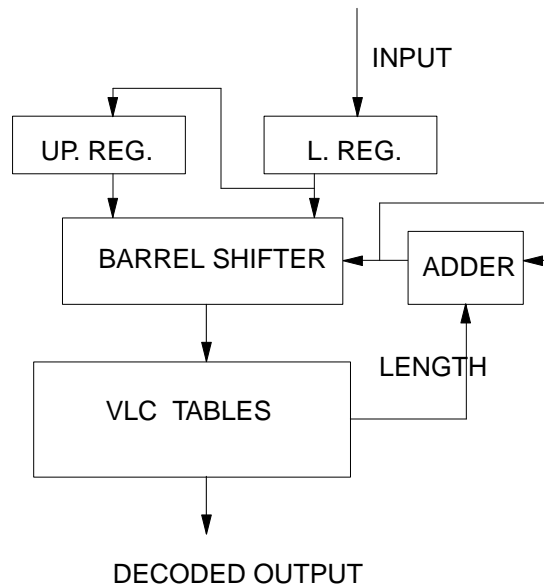 INPUT
UP. REG.
L. REG.
BARREL SHIFTER
ADDER
LENGTH
VLC TABLES
DECODED OUTPUT